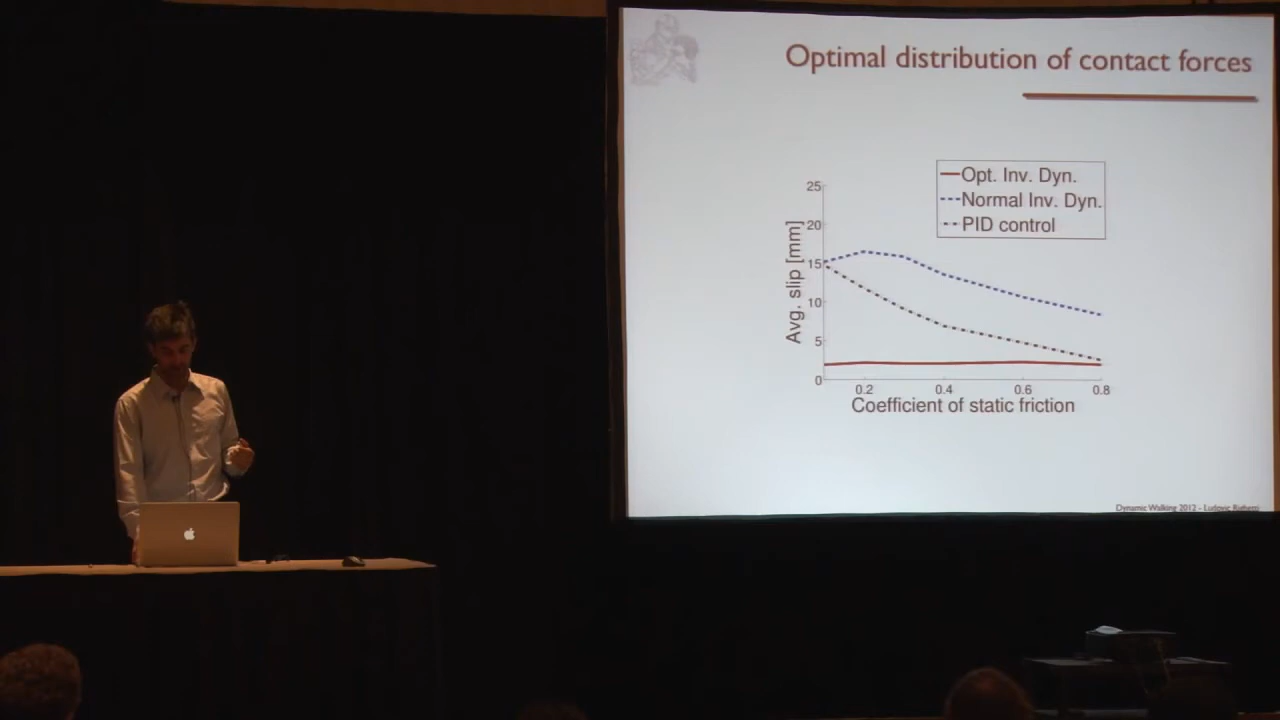 Optimal distribution of contact forces
Opt. Inv. Dyn.
Normal Inv. Dyn.
PID control
Avg. slip [mm]
25
20
15
10
5
0
0.2
0.4
0.6
0.8
Coefficient of static friction
Dynamic Walking 2012 - Ludovic